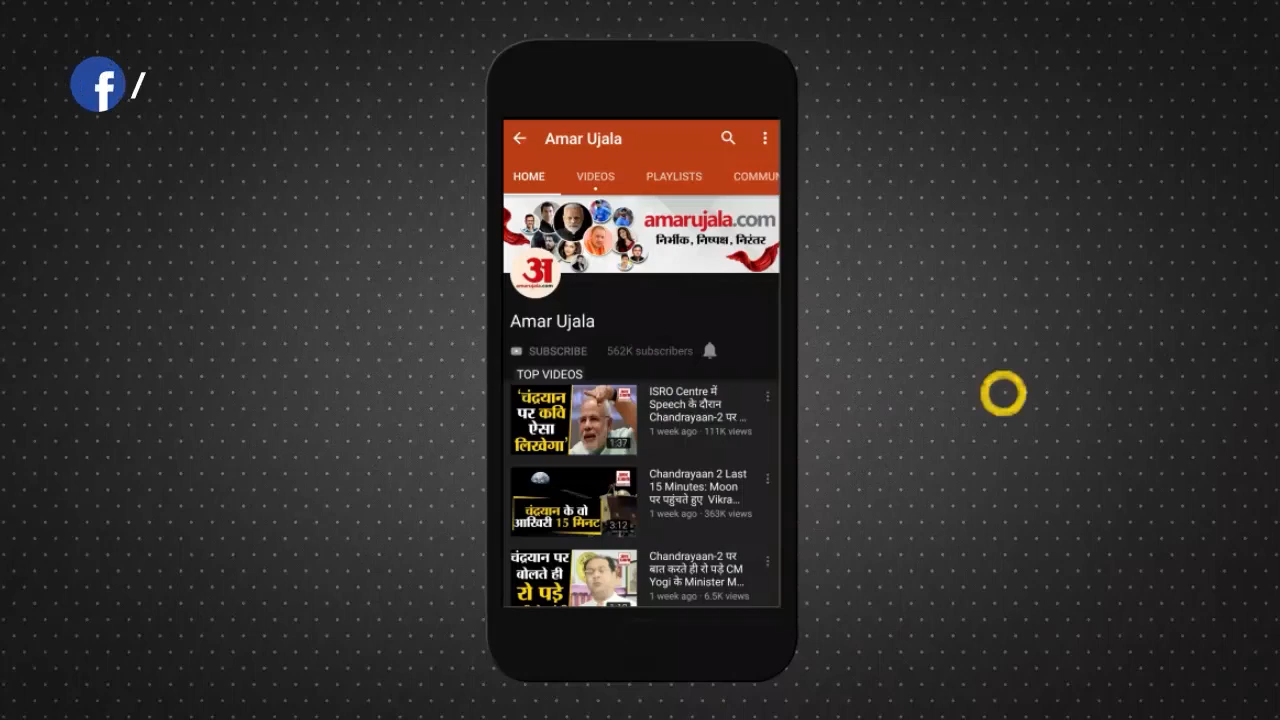 f/
Amar Ujala
HOME VIDEOS PLAYLISTS COMMUN
amarujala.com
निर्भीक, निष्पक्ष, निरंतर
अ
amarujala.com
Amar Ujala
SUBSCRIBE 562K subscribers
TOP VIDEOS
'चंद्रयान
पर कवि
ऐसा
लिखेगा'
1:37
ISRO Centre में
Speech के दौरान
Chandrayaan-2 पर ...
1 week ago · 111K views
चंद्रयान के वो
आखिरी 15 मिनट
3:12
Chandrayaan 2 Last
15 Minutes: Moon
पर पहुंचते हुए Vikra...
1 week ago · 363K views
चंद्रयान पर
बोलते ही
रो पड़े
Chandrayaan-2 पर
बात करते ही रो पड़े CM
Yogi के Minister M...
1 week ago · 6.5K views